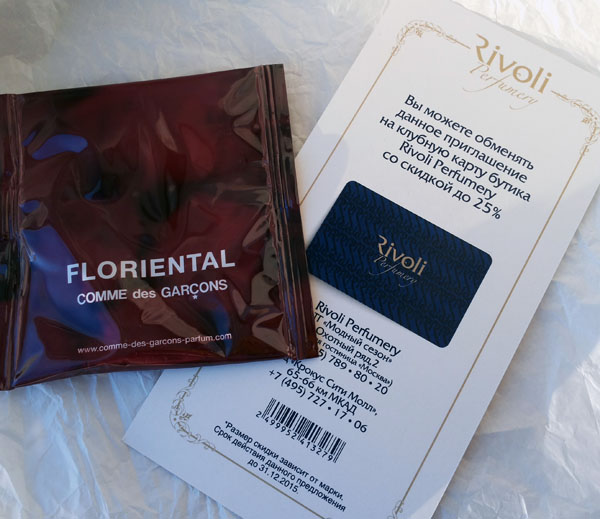 FLORIENTAL
COMME des GARÇONS
www.comme-des-garcons-parfum.com
Rivoli
Perfumery
Вы можете обменять
данное приглашение
на клубную карту бутика
Rivoli Perfumery
со скидкой до 25%
Rivoli
Perfumery
Rivoli Perfumery
«Модный сезон»
Охотный ряд, 2
гостиница «Москва»)
789 • 80 • 20
«Крокус Сити Молл»,
65-66 км МКАД
+7 (495) 727 • 17 • 06
2499952413279
*Размер скидки зависит от марки.
Срок действия данного предложения
до 31.12.2015.